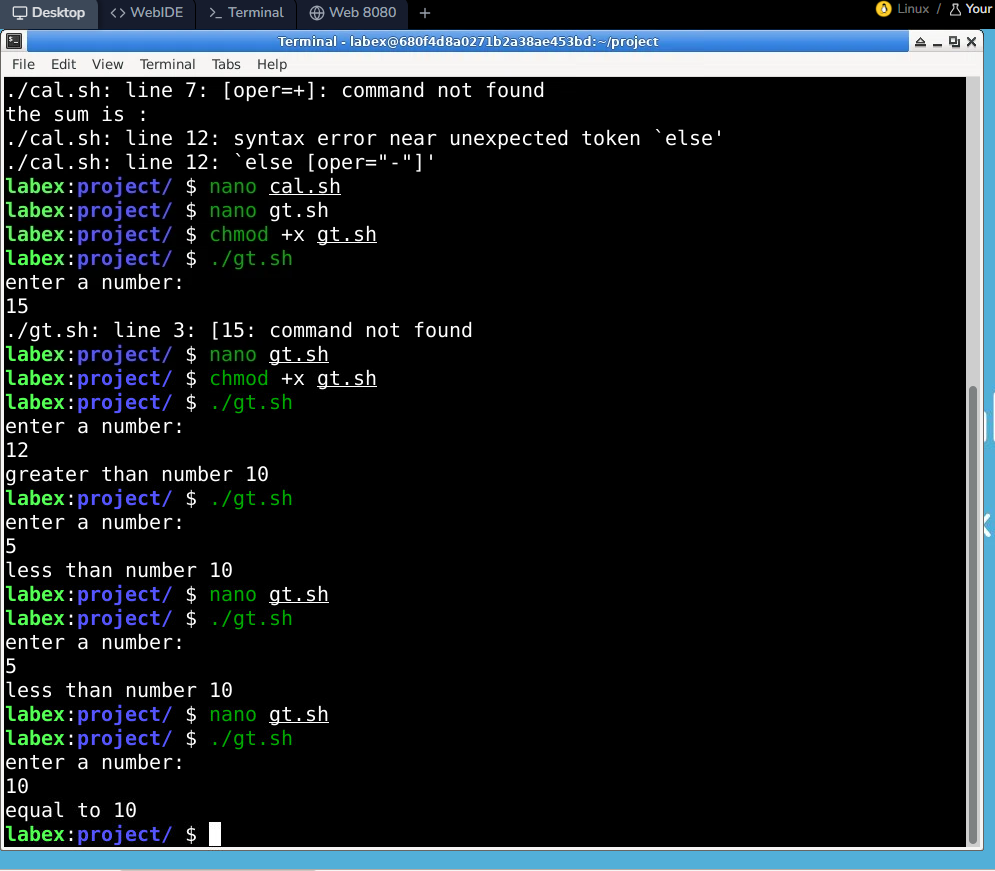 Desktop <> WebIDE >_ Terminal Web 8080 + Linux / Your
Terminal - labex@680f4d8a0271b2a38ae453bd:~/project
File Edit View Terminal Tabs Help
./cal.sh: line 7: [oper=+]: command not found
the sum is :
./cal.sh: line 12: syntax error near unexpected token `else'
./cal.sh: line 12: `else [oper="-"]'
labex:project/ $ nano cal.sh
labex:project/ $ nano gt.sh
labex:project/ $ chmod +x gt.sh
labex:project/ $ ./gt.sh
enter a number:
15
./gt.sh: line 3: [15: command not found
labex:project/ $ nano gt.sh
labex:project/ $ chmod +x gt.sh
labex:project/ $ ./gt.sh
enter a number:
12
greater than number 10
labex:project/ $ ./gt.sh
enter a number:
5
less than number 10
labex:project/ $ nano gt.sh
labex:project/ $ ./gt.sh
enter a number:
5
less than number 10
labex:project/ $ nano gt.sh
labex:project/ $ ./gt.sh
enter a number:
10
equal to 10
labex:project/ $